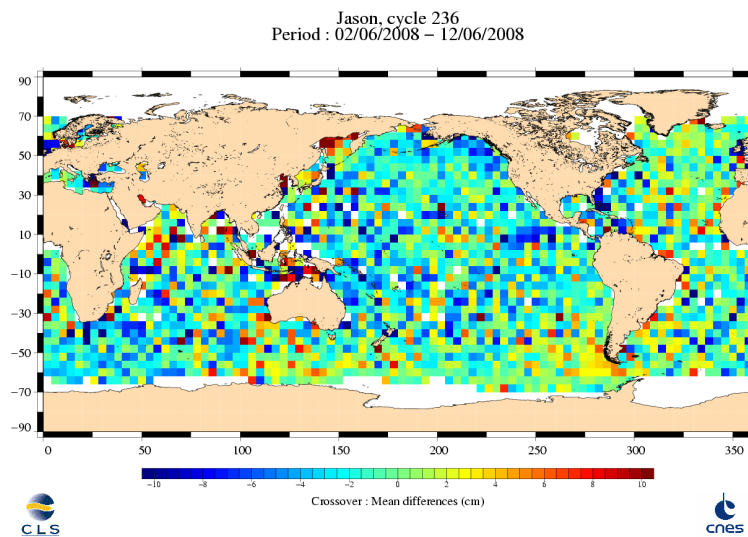 Jason, cycle 236
Period : 02/06/2008 − 12/06/2008
90
70
50
30
10
−10
−30
−50
−70
−90
0 50 100 150 200 250 300 350
−10 −8 −6 −4 −2 0 2 4 6 8 10
Crossover : Mean differences (cm)
CLS
cnes